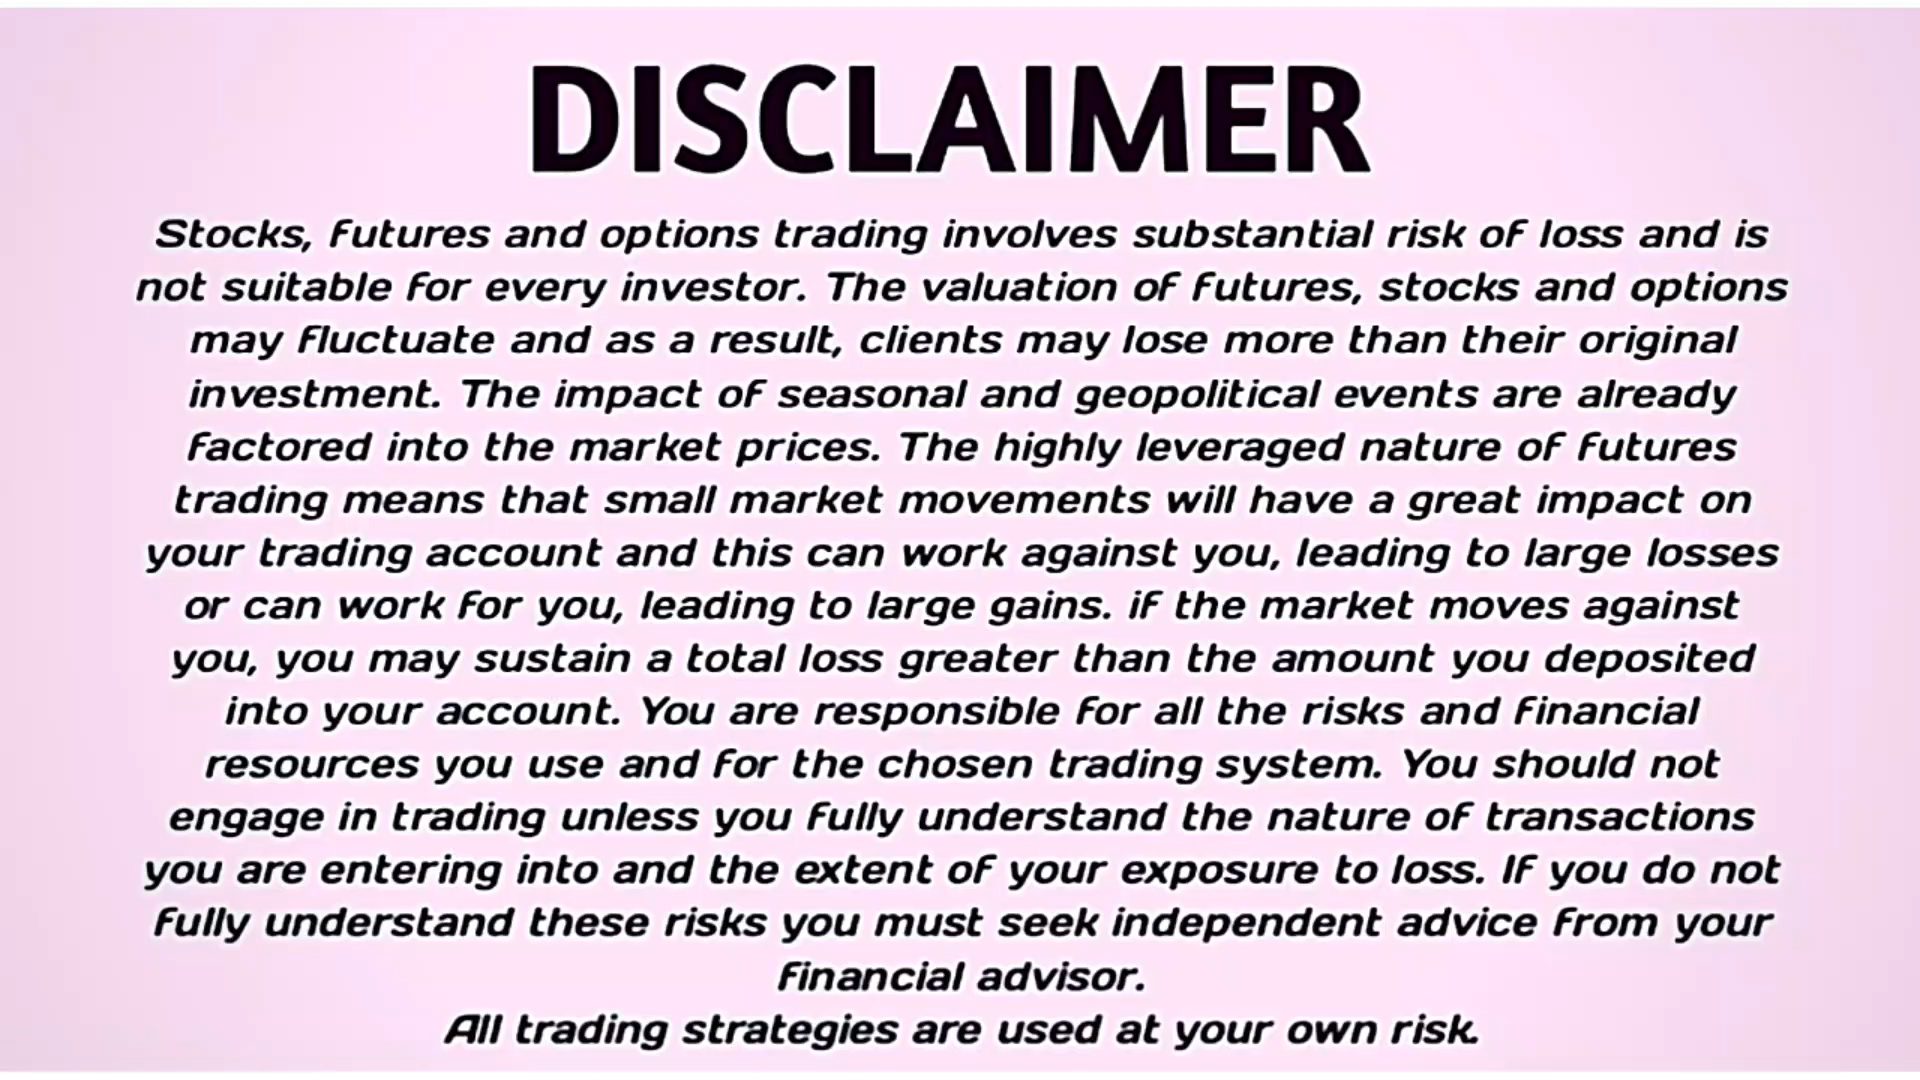 DISCLAIMER
Stocks, futures and options trading involves substantial risk of loss and is
not suitable for every investor. The valuation of futures, stocks and options
may fluctuate and as a result, clients may lose more than their original
investment. The impact of seasonal and geopolitical events are already
factored into the market prices. The highly leveraged nature of futures
trading means that small market movements will have a great impact on
your trading account and this can work against you, leading to large losses
or can work for you, leading to large gains. if the market moves against
you, you may sustain a total loss greater than the amount you deposited
into your account. You are responsible for all the risks and financial
resources you use and for the chosen trading system. You should not
engage in trading unless you fully understand the nature of transactions
you are entering into and the extent of your exposure to loss. If you do not
fully understand these risks you must seek independent advice from your
financial advisor.
All trading strategies are used at your own risk.